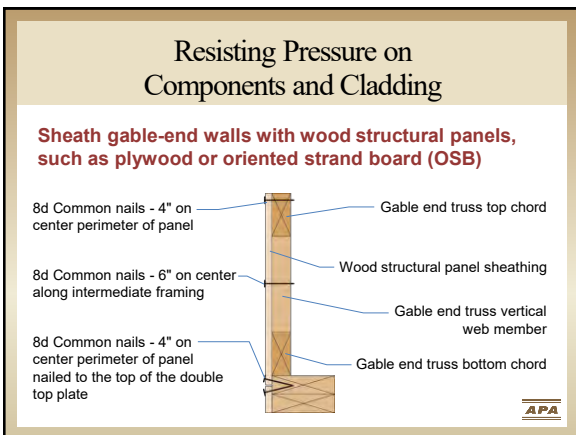 Resisting Pressure on
Components and Cladding
Sheath gable-end walls with wood structural panels,
such as plywood or oriented strand board (OSB)
8d Common nails - 4" on
center perimeter of panel
8d Common nails - 6" on center
along intermediate framing
8d Common nails - 4" on
center perimeter of panel
nailed to the top of the double
top plate
Gable end truss top chord
Wood structural panel sheathing
Gable end truss vertical
web member
Gable end truss bottom chord
APA